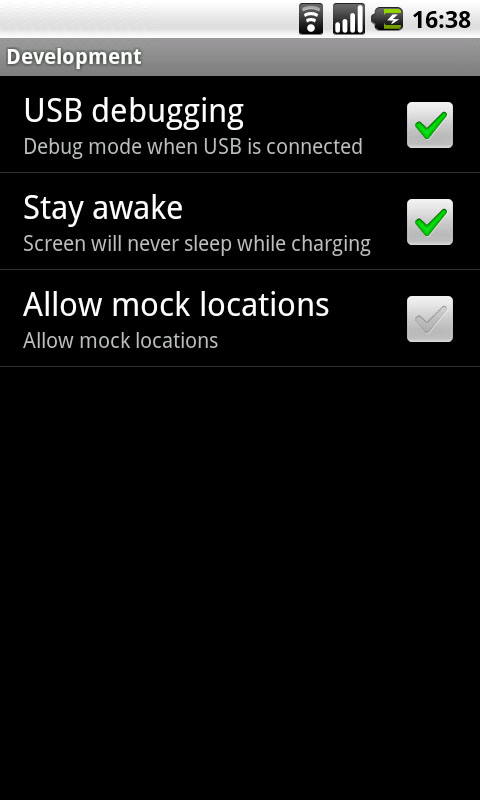 16:38
Development
USB debugging
Debug mode when USB is connected
Stay awake
Screen will never sleep while charging
Allow mock locations
Allow mock locations